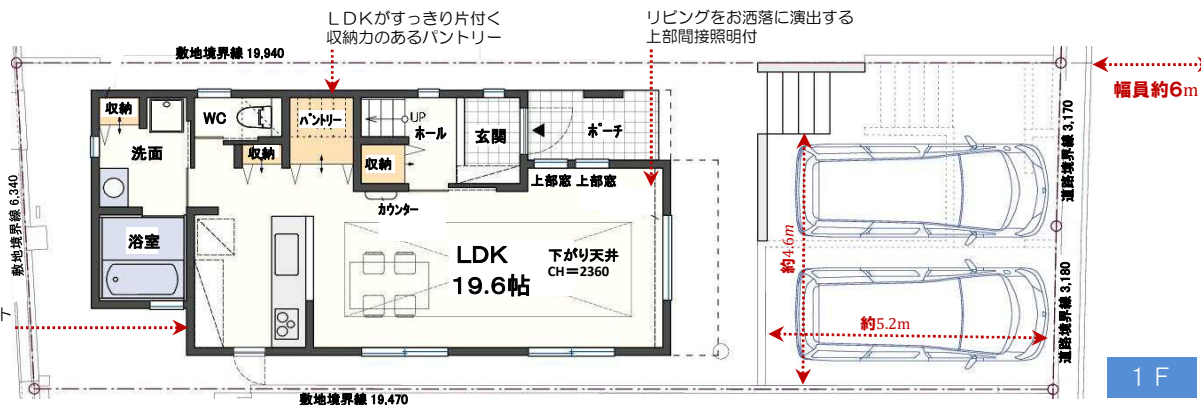 LDKがすっきり片付く
収納力のあるパントリー
リビングをお洒落に演出する
上部間接照明付
敷地境界線 19,940
幅員約6m
収納
WC
パントリー
UP
ホール
玄関
ポーチ
洗面
収納
収納
上部窓 上部窓
カウンター
道路境界線 3,170
敷地境界線 6,340
浴室
LDK
19.6帖
下がり天井
CH=2360
約4.6m
約5.2m
道路境界線 3,180
敷地境界線 19,470
1F